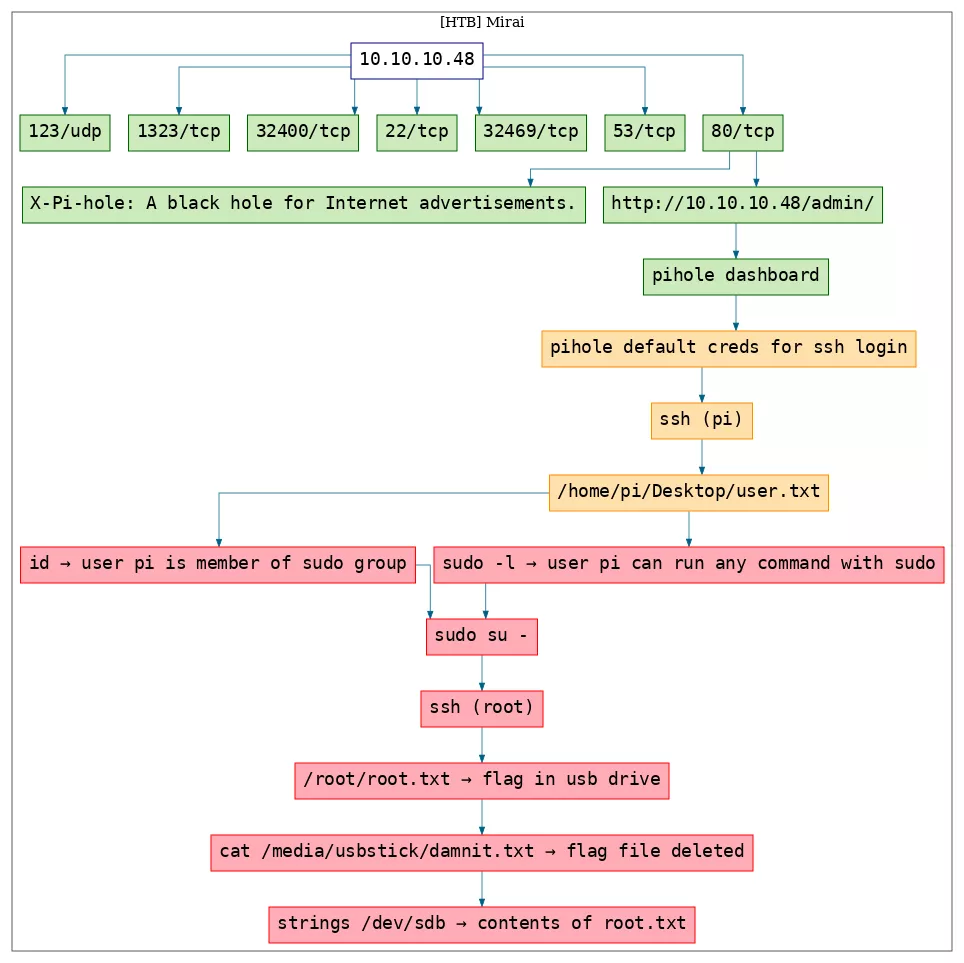 [HTB] Mirai
10.10.10.48
123/udp
1323/tcp
32400/tcp
22/tcp
32469/tcp
53/tcp
80/tcp
X-Pi-hole: A black hole for Internet advertisements.
http://10.10.10.48/admin/
pihole dashboard
pihole default creds for ssh login
ssh (pi)
/home/pi/Desktop/user.txt
id → user pi is member of sudo group
sudo -l → user pi can run any command with sudo
sudo su -
ssh (root)
/root/root.txt → flag in usb drive
cat /media/usbstick/damnit.txt → flag file deleted
strings /dev/sdb → contents of root.txt